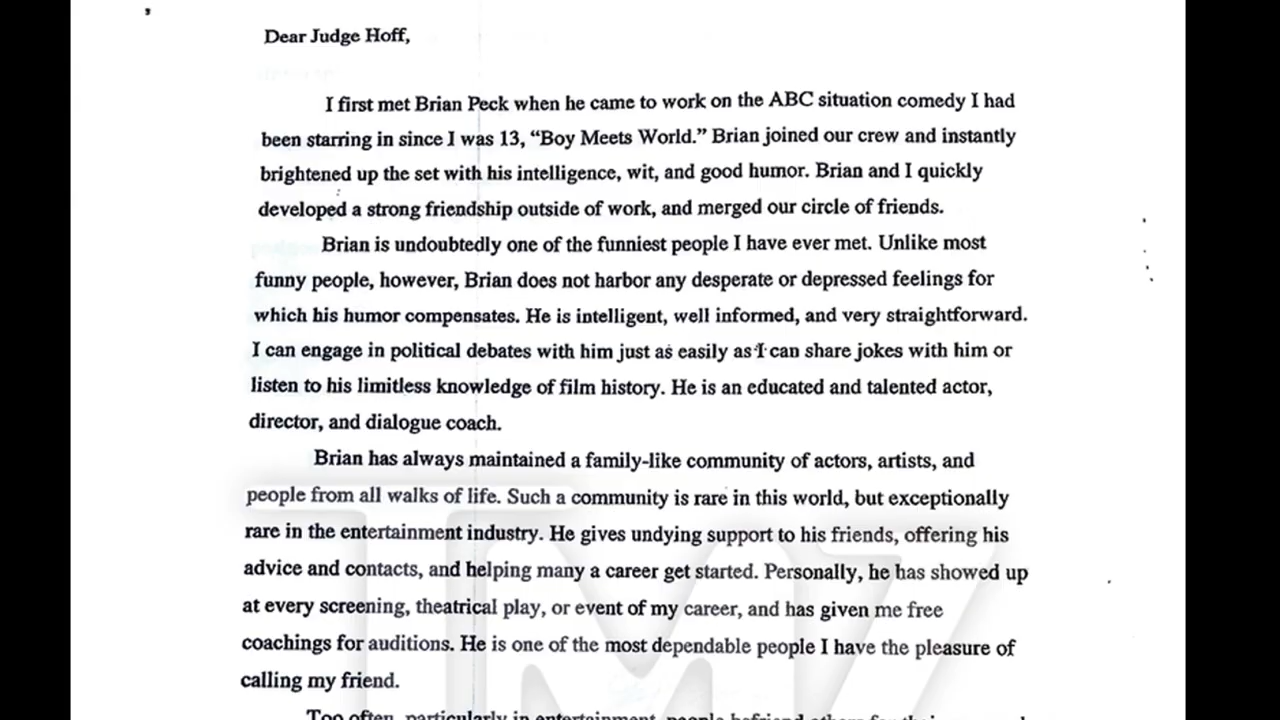 Dear Judge Hoff,
I first met Brian Peck when he came to work on the ABC situation comedy I had
been starring in since I was 13, “Boy Meets World.” Brian joined our crew and instantly
brightened up the set with his intelligence, wit, and good humor. Brian and I quickly
developed a strong friendship outside of work, and merged our circle of friends.
Brian is undoubtedly one of the funniest people I have ever met. Unlike most
funny people, however, Brian does not harbor any desperate or depressed feelings for
which his humor compensates. He is intelligent, well informed, and very straightforward.
I can engage in political debates with him just as easily as I can share jokes with him or
listen to his limitless knowledge of film history. He is an educated and talented actor,
director, and dialogue coach.
Brian has always maintained a family-like community of actors, artists, and
people from all walks of life. Such a community is rare in this world, but exceptionally
rare in the entertainment industry. He gives undying support to his friends, offering his
advice and contacts, and helping many a career get started. Personally, he has showed up
at every screening, theatrical play, or event of my career, and has given me free
coachings for auditions. He is one of the most dependable people I have the pleasure of
calling my friend.
Too often, particularly in entertainment, people befriend others for
TMZ